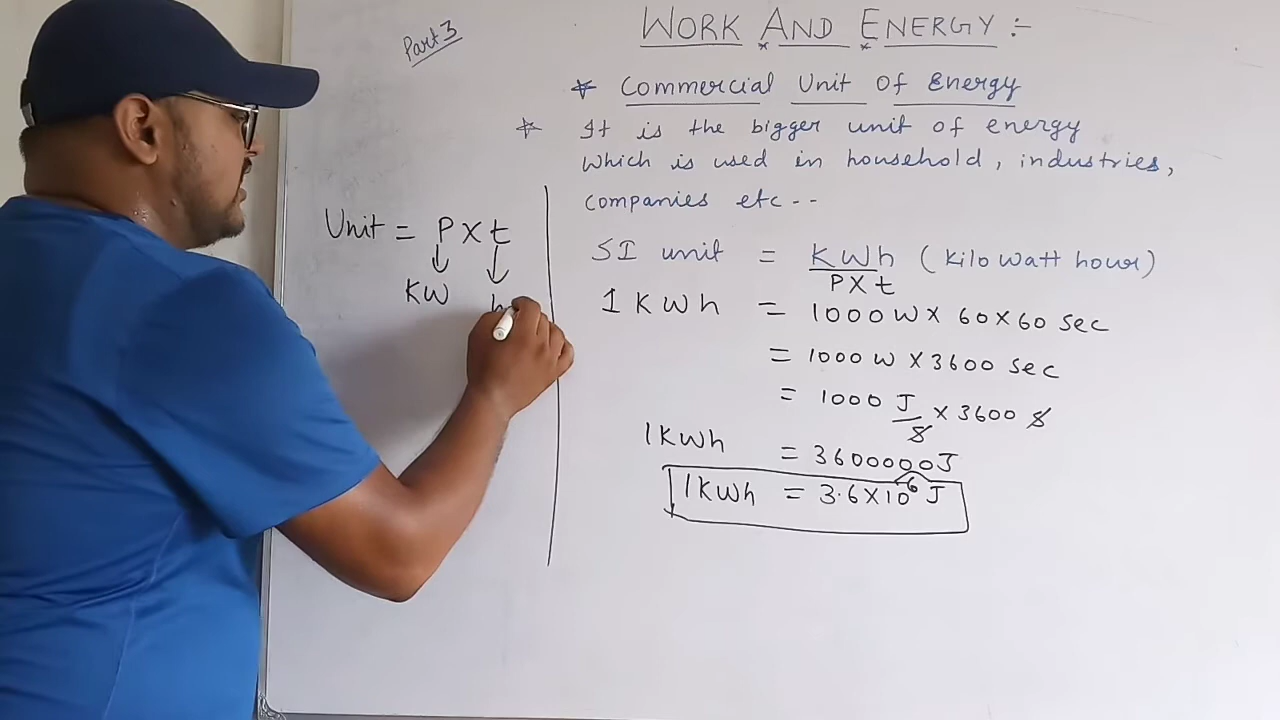 Part 3
WORK AND ENERGY :-
* Commercial Unit Of Energy
* It is the bigger unit of energy
which is used in household, industries,
companies etc --
SI unit = KWh (Kilo Watt hour)
P X t
1 KWh = 1000 W X 60 X 60 sec
= 1000 W X 3600 sec
= 1000 J/s X 3600 s
1 KWh = 3600000 J
1 KWh = 3.6 X 10⁶ J
Unit = P X t
↓ ↓
KW h